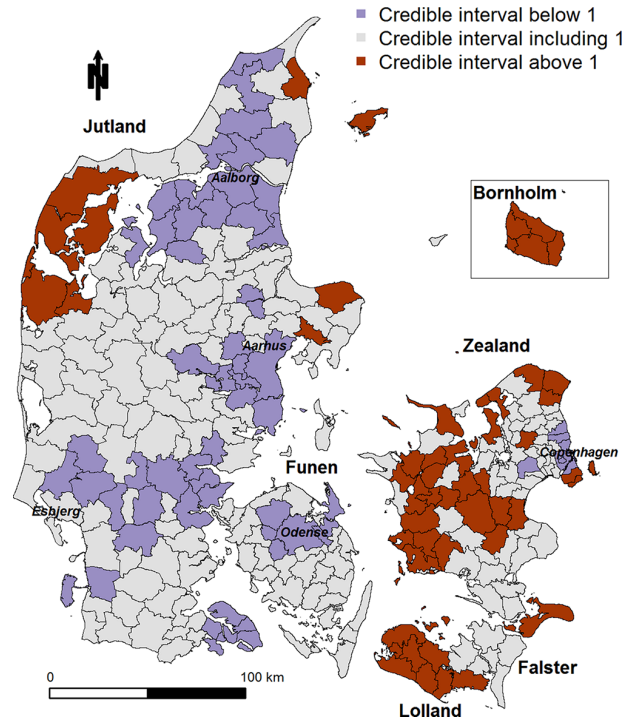 Credible interval below 1
Credible interval including 1
Credible interval above 1
N
Jutland
Aalborg
Bornholm
Aarhus
Zealand
Copenhagen
Funen
Esbjerg
Odense
0 100 km
Falster
Lolland